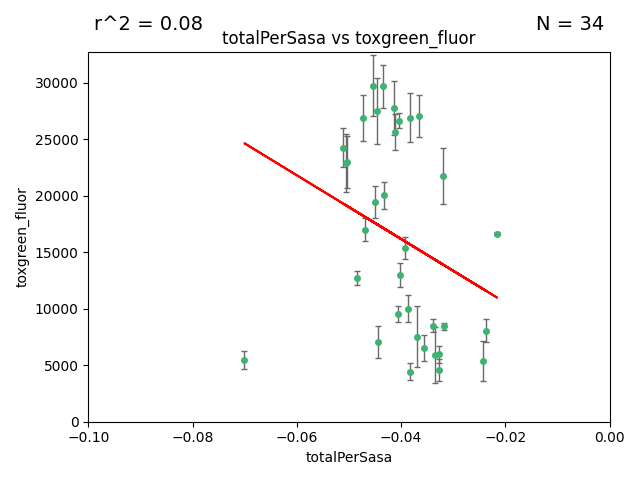 r^2 = 0.08
N = 34
totalPerSasa vs toxgreen_fluor
30000
25000
20000
15000
10000
5000
0
toxgreen_fluor
−0.10
−0.08
−0.06
−0.04
−0.02
0.00
totalPerSasa